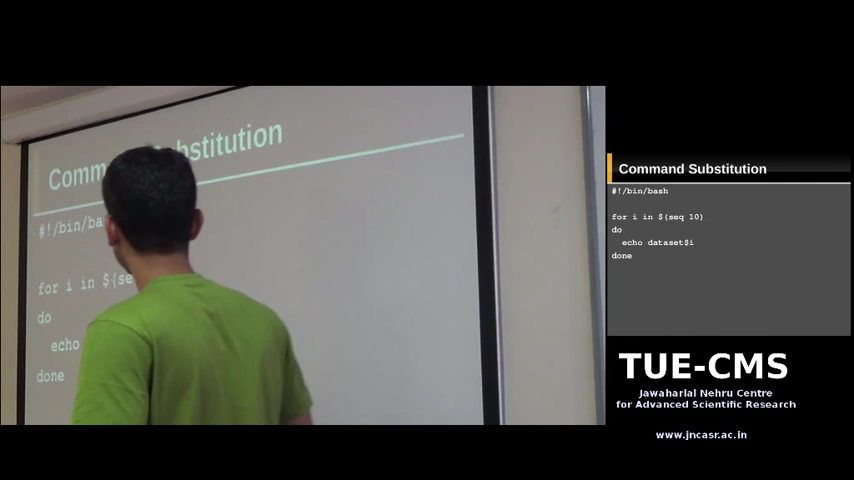 Comm bstitution
#!/bin/ba
for i in $(se
do
echo
done
Command Substitution
#!/bin/bash
for i in $(seq 10)
do
echo dataset$i
done
TUE-CMS
Jawaharlal Nehru Centre
for Advanced Scientific Research
www.jncasr.ac.in